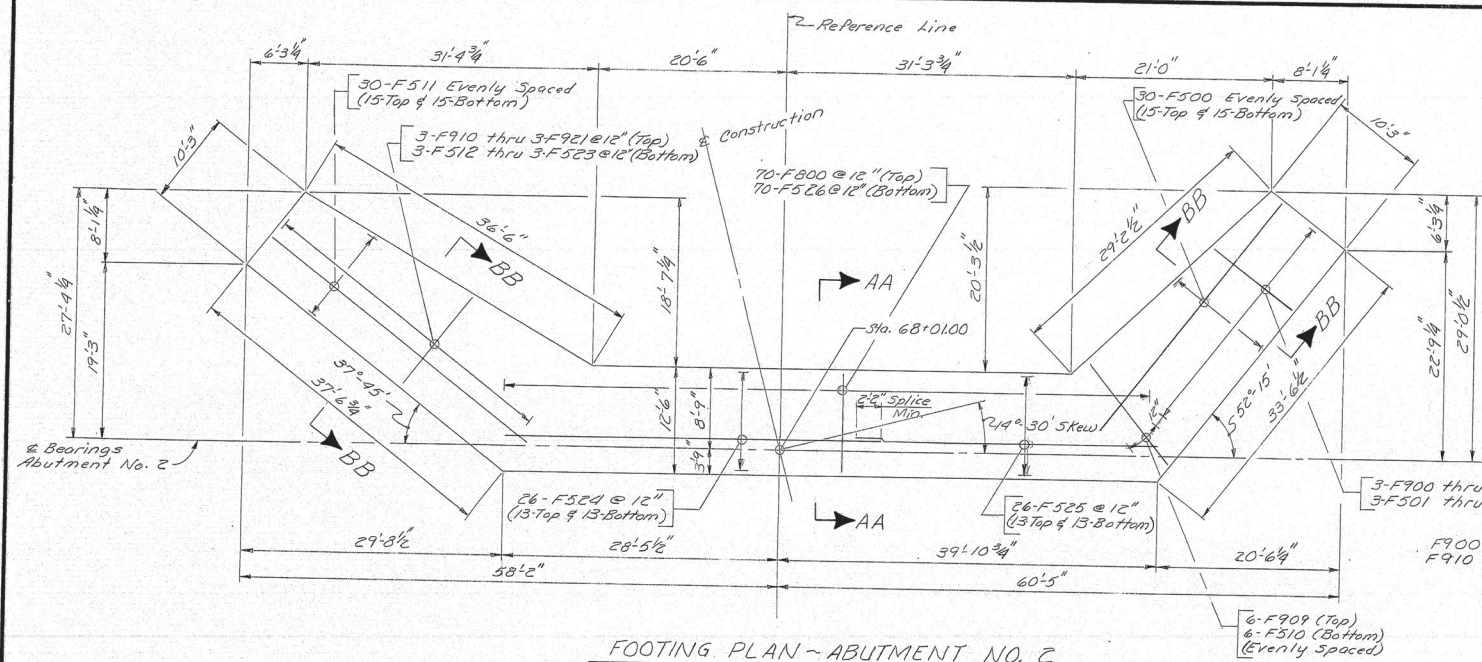 Reference Line
6'-3¼"
31'-4¾"
20'-6"
31'-3¾"
21'-0"
8'-1¼"
30-F511 Evenly Spaced
(15-Top & 15-Bottom)
30-F500 Evenly Spaced
(15-Top & 15-Bottom)
3-F910 thru 3-F921@12" (Top)
3-F512 thru 3-F523@12" (Bottom)
℄ Construction
70-F800 @ 12" (Top)
70-F526@ 12" (Bottom)
10'-3"
10'-3"
36'-6"
BB
29'-2½"
BB
27'-4¼"
8'-1¼"
19'-3"
18'-7¼"
AA
20'-3½"
6'-3¼"
22'-9¼"
29'-0½"
Sta. 68+01.00
BB
37°-45'
37'-6¾"
BB
12'-6"
8'-9"
3'-9"
2'-2" Splice
Min.
14°-30' Skew
12"
52°-15'
33'-6½"
℄ Bearings
Abutment No. 2
26-F524 @ 12"
(13-Top & 13-Bottom)
AA
26-F525 @ 12"
(13 Top & 13-Bottom)
3-F900 thru
3-F501 thru
F900
F910
29'-8½"
28'-5½"
39'-10¾"
20'-6¼"
58'-2"
60'-5"
6-F909 (Top)
6-F510 (Bottom)
(Evenly Spaced)
FOOTING PLAN ~ ABUTMENT NO. 2